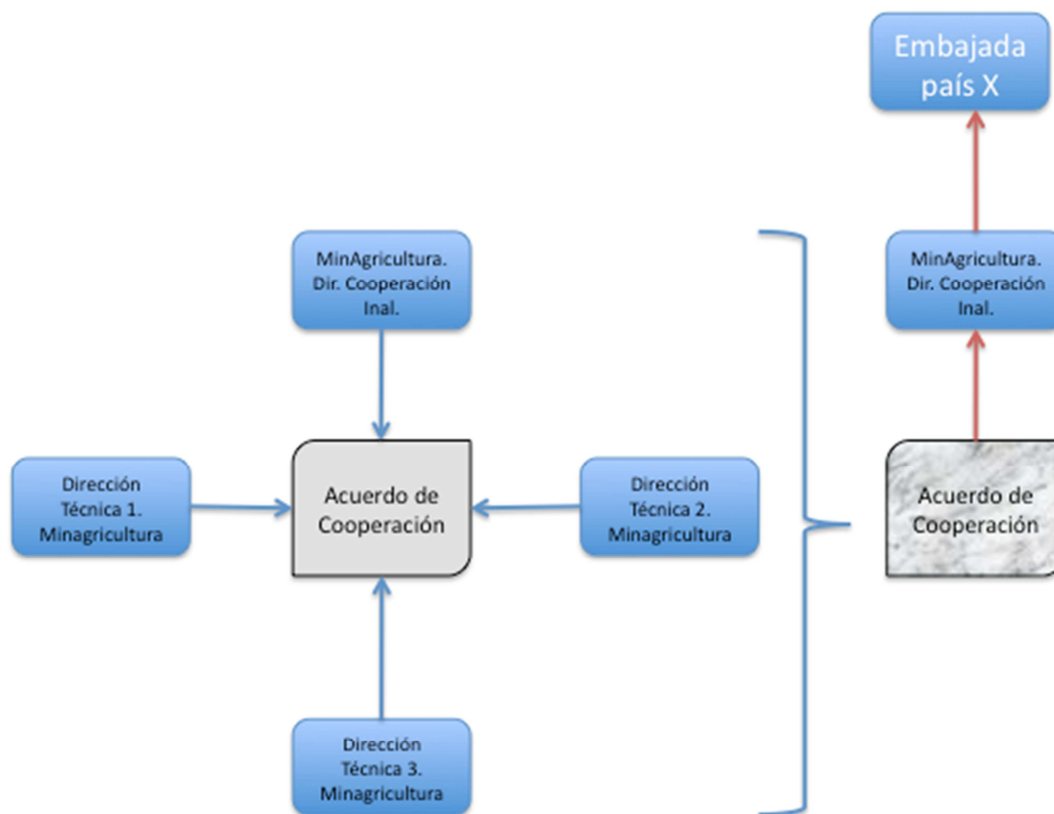 Embajada
país X
MinAgricultura.
Dir. Cooperación
Inal.
MinAgricultura.
Dir. Cooperación
Inal.
Dirección
Técnica 1.
Minagricultura
Acuerdo de
Cooperación
Dirección
Técnica 2.
Minagricultura
Acuerdo de
Cooperación
Dirección
Técnica 3.
Minagricultura